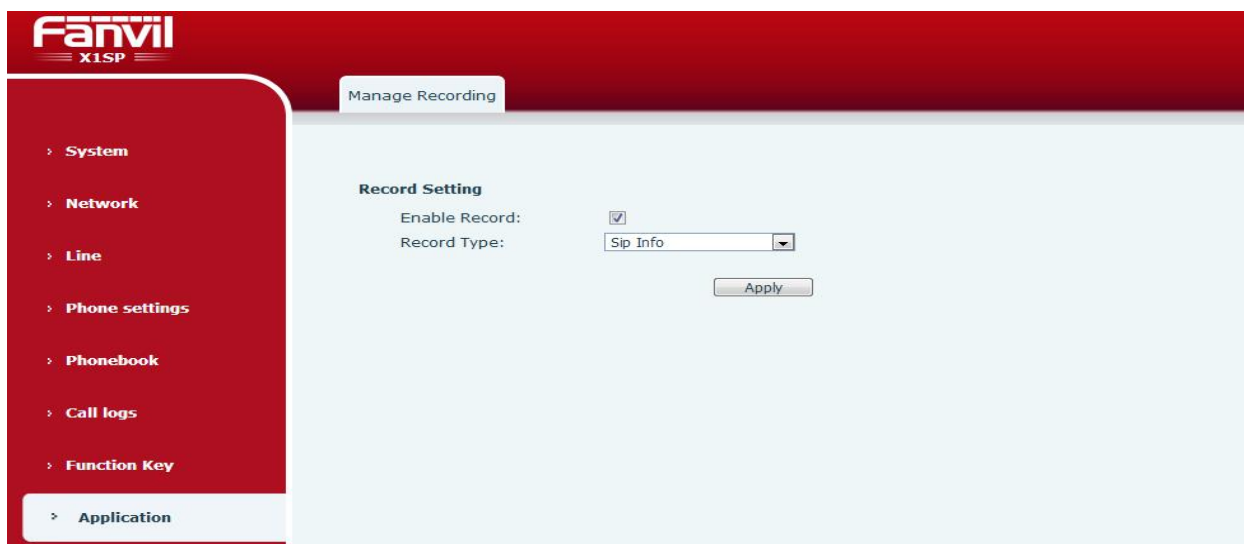 Fanvil
X1SP
Manage Recording
System
Network
Line
Phone settings
Phonebook
Call logs
Function Key
Application
Record Setting
Enable Record:
Record Type: Sip Info
Apply